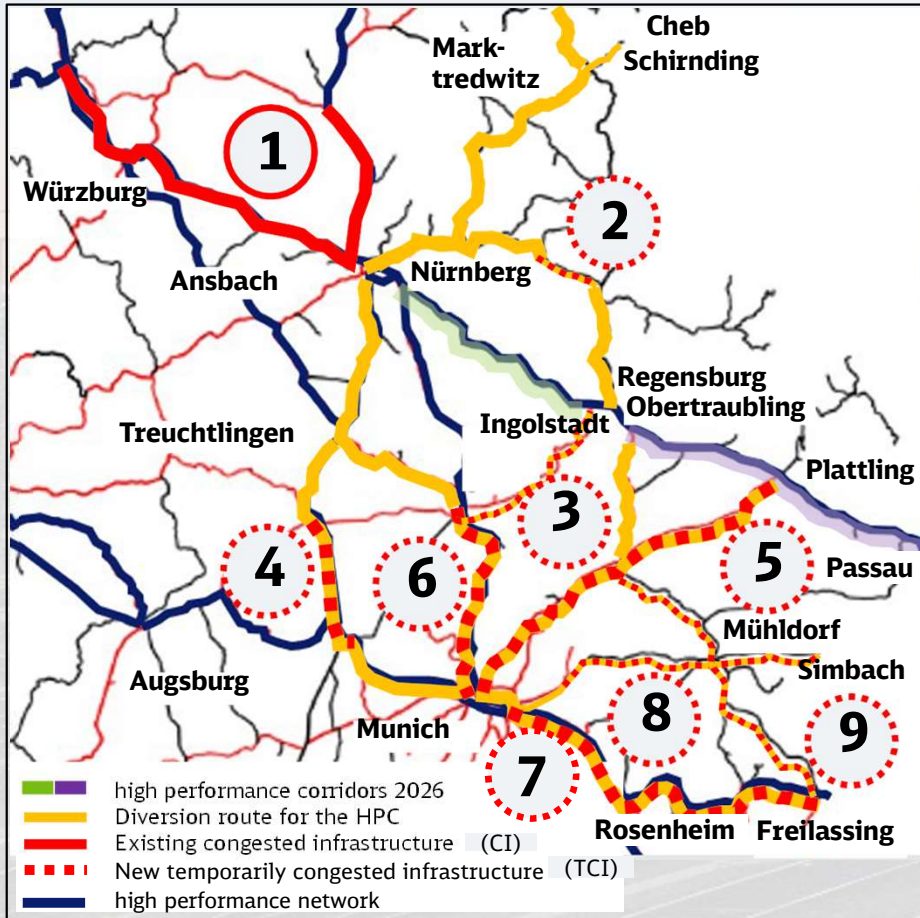 Cheb
Mark-
tredwitz
Schirnding
1
Würzburg
2
Ansbach
Nürnberg
Regensburg
Obertraubling
Treuchtlingen
Ingolstadt
Plattling
3
4
6
5
Passau
Mühldorf
Simbach
Augsburg
Munich
8
9
7
Rosenheim
Freilassing
high performance corridors 2026
Diversion route for the HPC
Existing congested infrastructure (CI)
New temporarily congested infrastructure (TCI)
high performance network